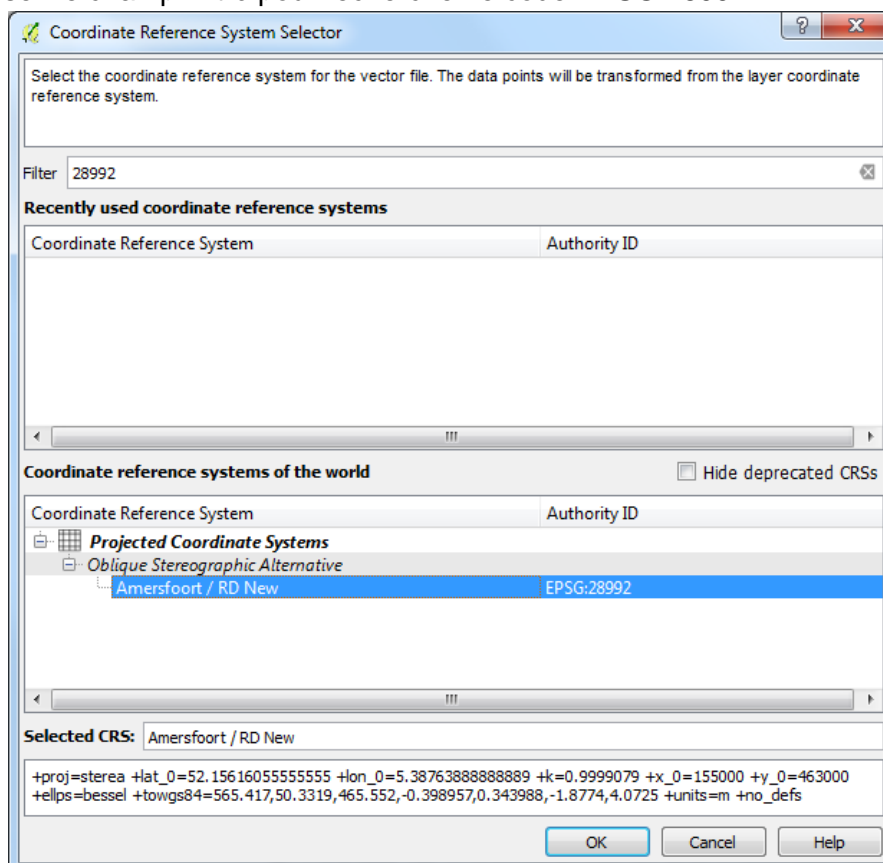 Coordinate Reference System Selector
Select the coordinate reference system for the vector file. The data points will be transformed from the layer coordinate
reference system.
Filter 28992
Recently used coordinate reference systems
Coordinate Reference System Authority ID
Coordinate reference systems of the world Hide deprecated CRSs
Coordinate Reference System Authority ID
Projected Coordinate Systems
Oblique Stereographic Alternative
Amersfoort / RD New EPSG:28992
Selected CRS: Amersfoort / RD New
+proj=sterea +lat_0=52.15616055555555 +lon_0=5.38763888888889 +k=0.9999079 +x_0=155000 +y_0=463000
+ellps=bessel +towgs84=565.417,50.3319,465.552,-0.398957,0.343988,-1.8774,4.0725 +units=m +no_defs
OK Cancel Help